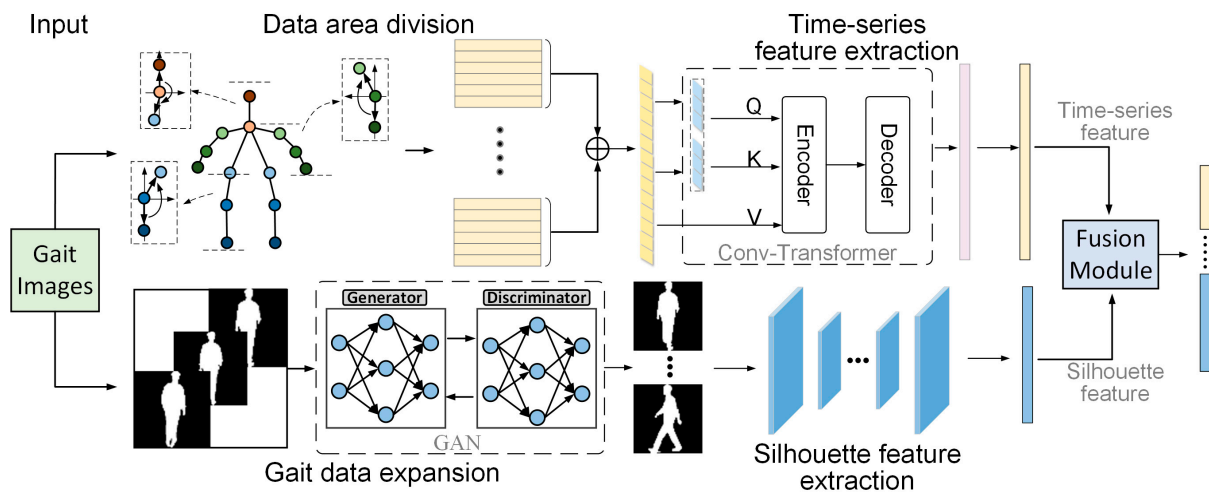 Input
Data area division
Time-series
feature extraction
Q
K
V
Encoder
Decoder
Conv-Transformer
Time-series
feature
Gait
Images
Fusion
Module
Generator
Discriminator
GAN
Silhouette
feature
Gait data expansion
Silhouette feature
extraction